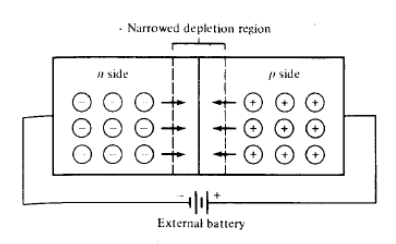 Narrowed depletion region
n side
p side
− − −
+ + +
− − −
+ + +
− − −
+ + +
− +
External battery